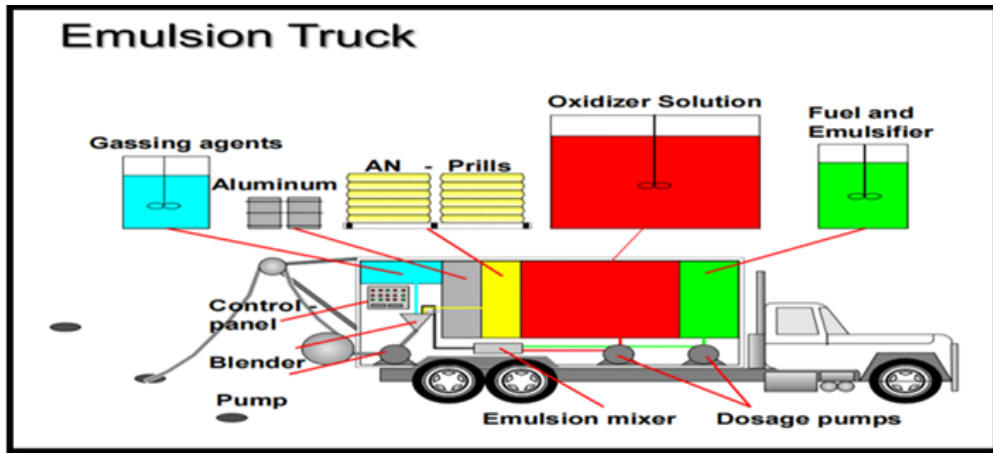 Emulsion Truck
Oxidizer Solution
Fuel and
Emulsifier
Gassing agents
AN - Prills
Aluminum
Control -
panel
Blender
Pump
Emulsion mixer
Dosage pumps